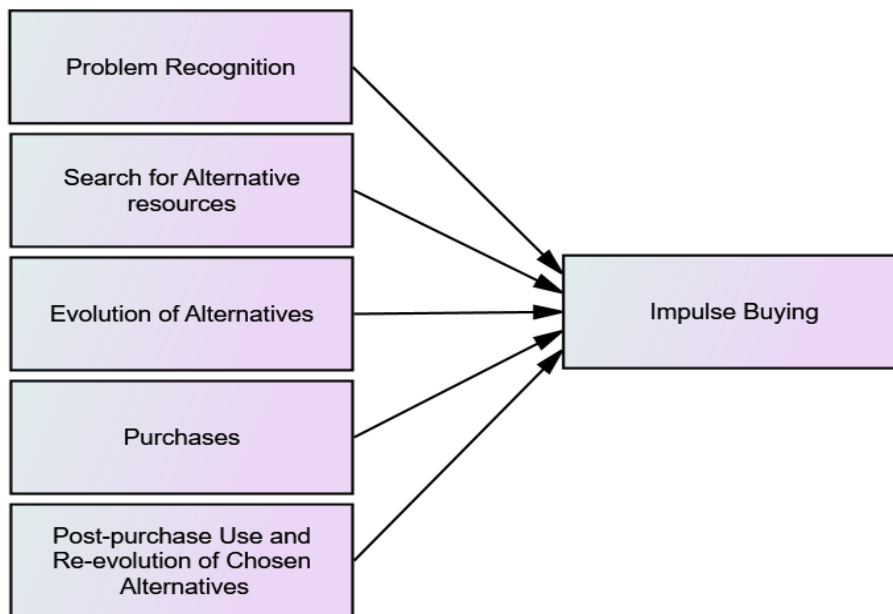 Problem Recognition
Search for Alternative
resources
Evolution of Alternatives
Impulse Buying
Purchases
Post-purchase Use and
Re-evolution of Chosen
Alternatives